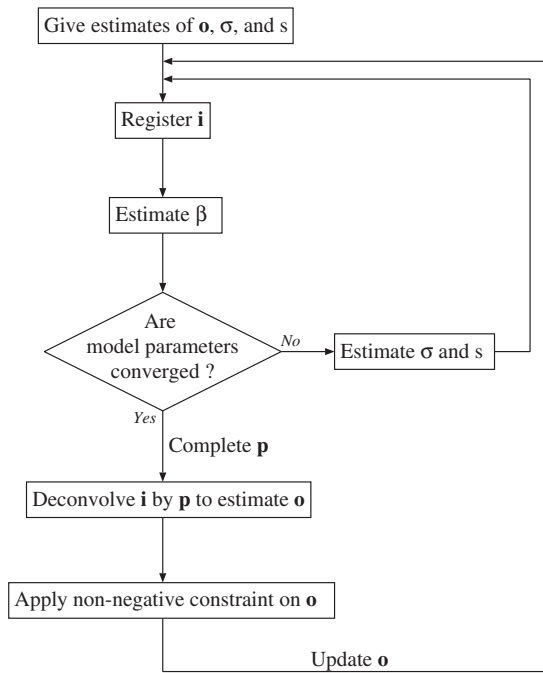 Give estimates of o, σ, and s
Register i
Estimate β
Are
model parameters
converged ?
No
Estimate σ and s
Yes
Complete p
Deconvolve i by p to estimate o
Apply non-negative constraint on o
Update o